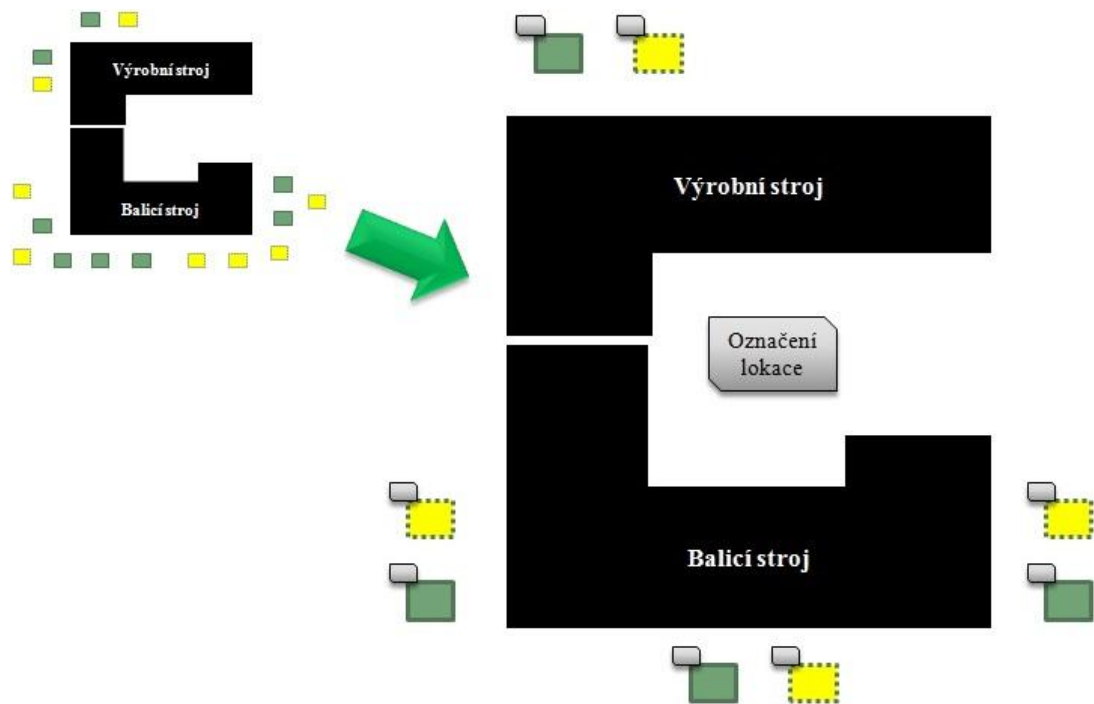 Výrobní stroj
Balicí stroj
Výrobní stroj
Označení
lokace
Balicí stroj